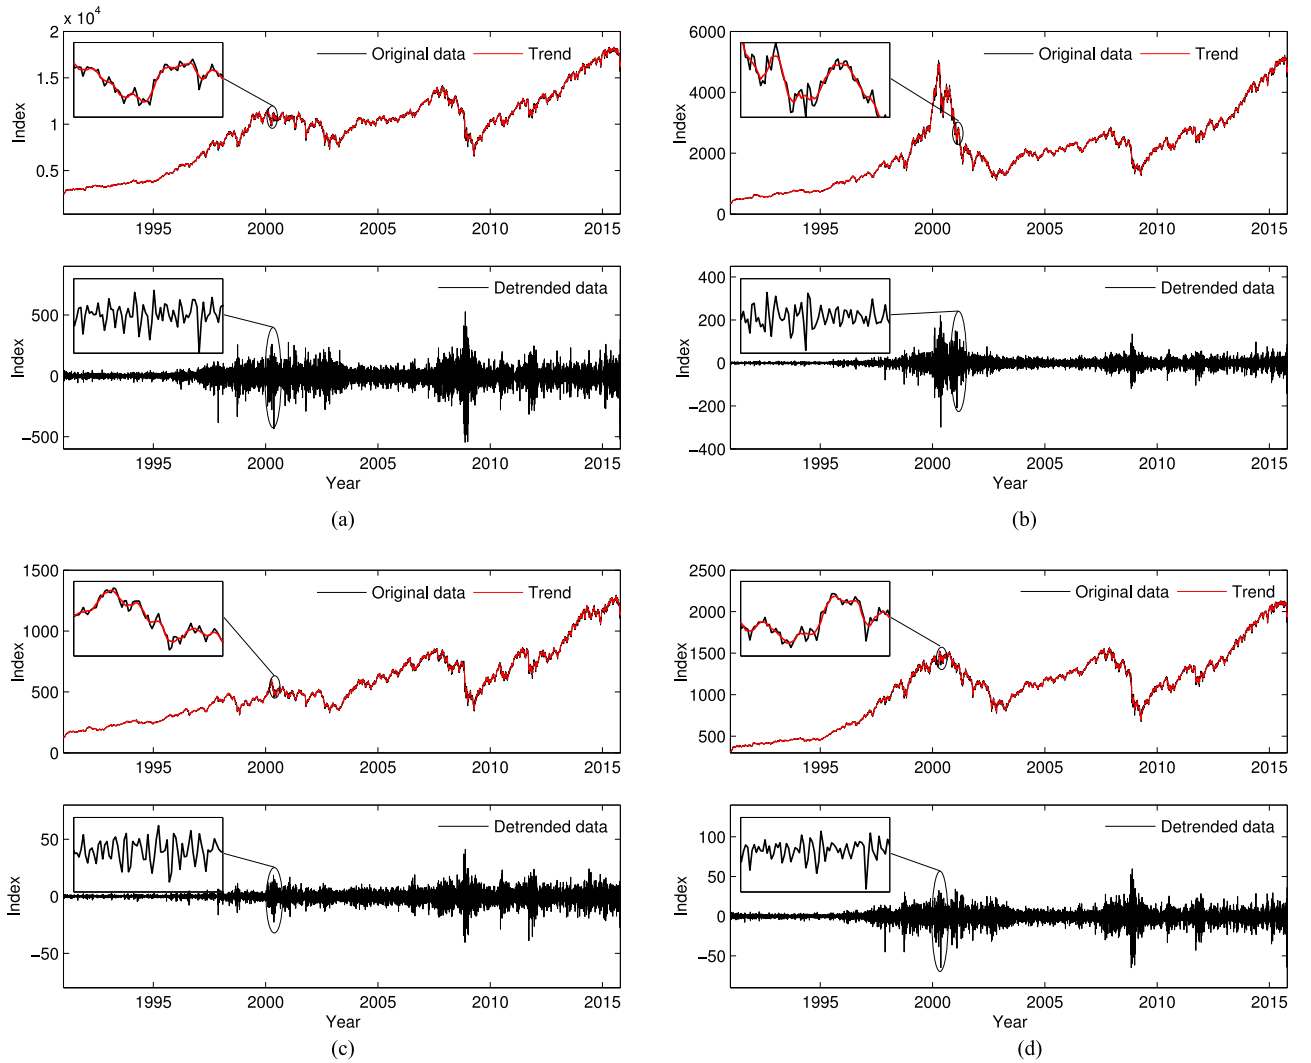 x 10⁴
2
1.5
1
0.5
Index
Original data
Trend
1995 2000 2005 2010 2015
500
0
−500
Index
Detrended data
1995 2000 2005 2010 2015
Year
(a)
6000
4000
2000
0
Index
Original data
Trend
1995 2000 2005 2010 2015
400
200
0
−200
−400
Index
Detrended data
1995 2000 2005 2010 2015
Year
(b)
1500
1000
500
0
Index
Original data
Trend
1995 2000 2005 2010 2015
50
0
−50
Index
Detrended data
1995 2000 2005 2010 2015
Year
(c)
2500
2000
1500
1000
500
Index
Original data
Trend
1995 2000 2005 2010 2015
100
50
0
−50
Index
Detrended data
1995 2000 2005 2010 2015
Year
(d)